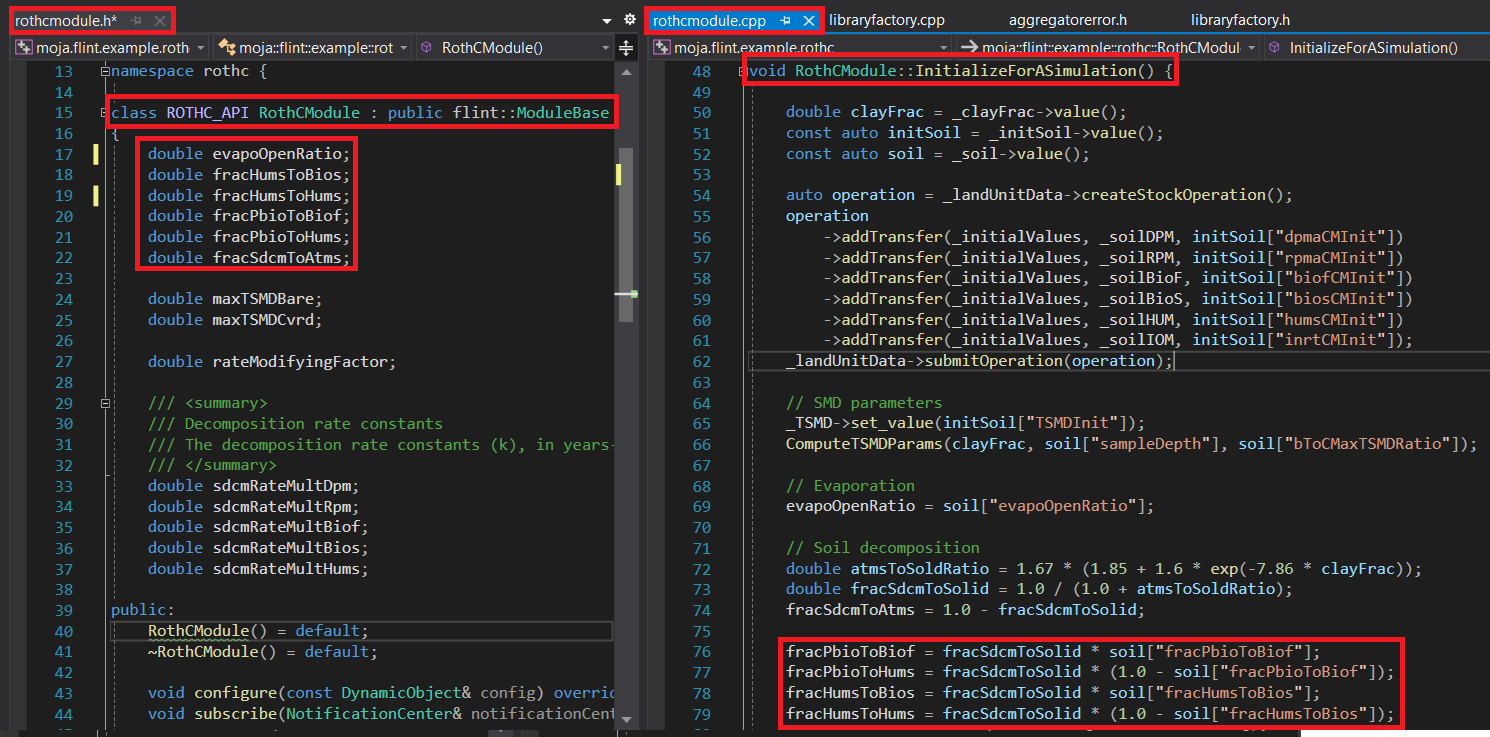 rothcmodule.h*
moja.flint.example.roth
moja::flint::example::rot
RothCModule()
13 namespace rothc {
14
15 class ROTHC_API RothCModule : public flint::ModuleBase
16 {
17 double evapoOpenRatio;
18 double fracHumsToBios;
19 double fracHumsToHums;
20 double fracPbioToBiof;
21 double fracPbioToHums;
22 double fracSdcmToAtms;
23
24 double maxTSMDBare;
25 double maxTSMDCvrd;
26
27 double rateModifyingFactor;
28
29 /// <summary>
30 /// Decomposition rate constants
31 /// The decomposition rate constants (k), in years-
32 /// </summary>
33 double sdcmRateMultDpm;
34 double sdcmRateMultRpm;
35 double sdcmRateMultBiof;
36 double sdcmRateMultBios;
37 double sdcmRateMultHums;
38
39 public:
40 RothCModule() = default;
41 ~RothCModule() = default;
42
43 void configure(const DynamicObject& config) overrid
44 void subscribe(NotificationCenter& notificationCent
rothcmodule.cpp
libraryfactory.cpp
aggregatorerror.h
libraryfactory.h
moja.flint.example.rothc
moja::flint::example::rothc::RothCModul
InitializeForASimulation()
48 void RothCModule::InitializeForASimulation() {
49
50 double clayFrac = _clayFrac->value();
51 const auto initSoil = _initSoil->value();
52 const auto soil = _soil->value();
53
54 auto operation = _landUnitData->createStockOperation();
55 operation
56 ->addTransfer(_initialValues, _soilDPM, initSoil["dpmaCMInit"])
57 ->addTransfer(_initialValues, _soilRPM, initSoil["rpmaCMInit"])
58 ->addTransfer(_initialValues, _soilBioF, initSoil["biofCMInit"])
59 ->addTransfer(_initialValues, _soilBioS, initSoil["biosCMInit"])
60 ->addTransfer(_initialValues, _soilHUM, initSoil["humsCMInit"])
61 ->addTransfer(_initialValues, _soilIOM, initSoil["inrtCMInit"]);
62 _landUnitData->submitOperation(operation);
63
64 // SMD parameters
65 _TSMD->set_value(initSoil["TSMDInit"]);
66 ComputeTSMDParams(clayFrac, soil["sampleDepth"], soil["bToCMaxTSMDRatio"]);
67
68 // Evaporation
69 evapoOpenRatio = soil["evapoOpenRatio"];
70
71 // Soil decomposition
72 double atmsToSoldRatio = 1.67 * (1.85 + 1.6 * exp(-7.86 * clayFrac));
73 double fracSdcmToSolid = 1.0 / (1.0 + atmsToSoldRatio);
74 fracSdcmToAtms = 1.0 - fracSdcmToSolid;
75
76 fracPbioToBiof = fracSdcmToSolid * soil["fracPbioToBiof"];
77 fracPbioToHums = fracSdcmToSolid * (1.0 - soil["fracPbioToBiof"]);
78 fracHumsToBios = fracSdcmToSolid * soil["fracHumsToBios"];
79 fracHumsToHums = fracSdcmToSolid * (1.0 - soil["fracHumsToBios"]);